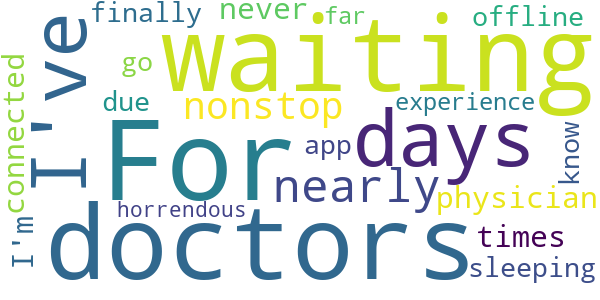 finally never far offline
I've waiting
go
connected due nonstop experience
For days
app know
nearly physician
I'm horrendous doctors times
sleeping